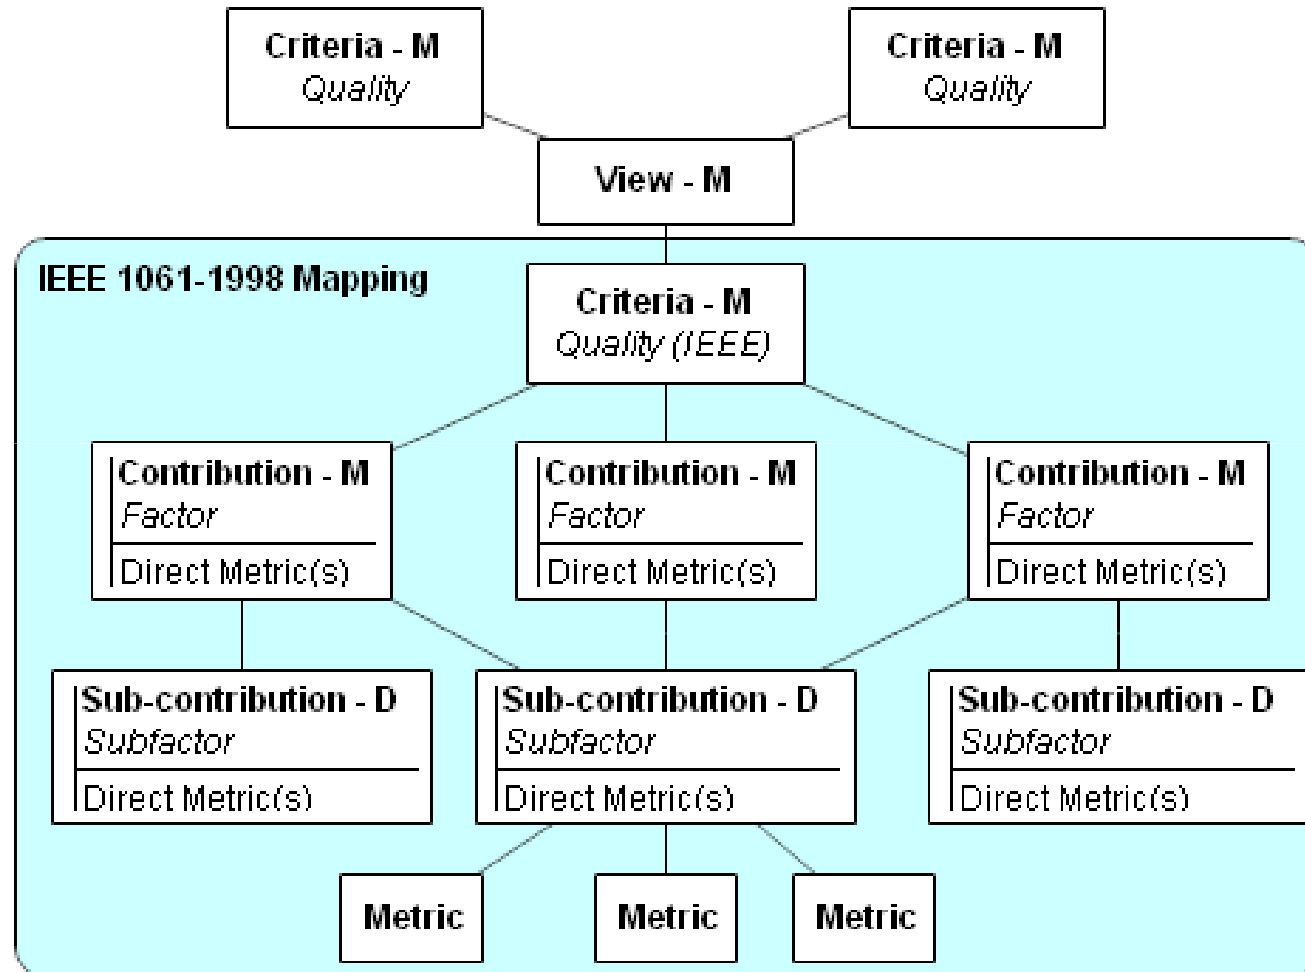 Criteria - M
Quality
Criteria - M
Quality
View - M
IEEE 1061-1998 Mapping
Criteria - M
Quality (IEEE)
Contribution - M
Factor
Direct Metric(s)
Contribution - M
Factor
Direct Metric(s)
Contribution - M
Factor
Direct Metric(s)
Sub-contribution - D
Subfactor
Direct Metric(s)
Sub-contribution - D
Subfactor
Direct Metric(s)
Sub-contribution - D
Subfactor
Direct Metric(s)
Metric
Metric
Metric